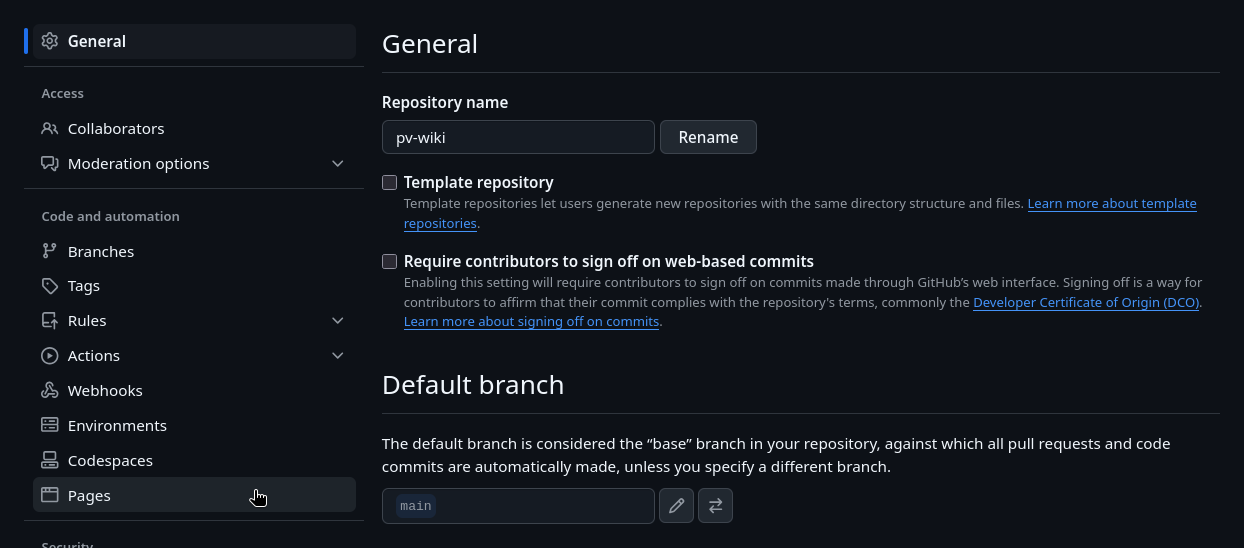 General
Access
Collaborators
Moderation options
Code and automation
Branches
Tags
Rules
Actions
Webhooks
Environments
Codespaces
Pages
Security
General
Repository name
pv-wiki
Rename
Template repository
Template repositories let users generate new repositories with the same directory structure and files. Learn more about template
repositories.
Require contributors to sign off on web-based commits
Enabling this setting will require contributors to sign off on commits made through GitHub’s web interface. Signing off is a way for
contributors to affirm that their commit complies with the repository's terms, commonly the Developer Certificate of Origin (DCO).
Learn more about signing off on commits.
Default branch
The default branch is considered the “base” branch in your repository, against which all pull requests and code
commits are automatically made, unless you specify a different branch.
main